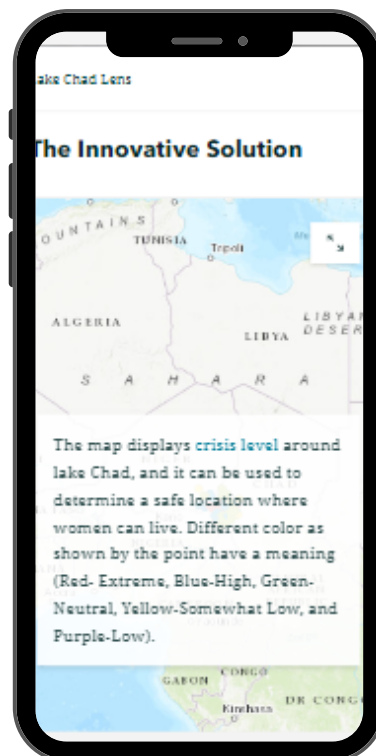 ake Chad Lens
The Innovative Solution
OUNTAINS
TUNISIA
Tripoli
ALGERIA
LIBYAN
DESER
LIBYA
SAHARA
The map displays crisis level around
lake Chad, and it can be used to
determine a safe location where
women can live. Different color as
shown by the point have a meaning
(Red- Extreme, Blue-High, Green-
Neutral, Yellow-Somewhat Low, and
Purple-Low).
GABON
CONGO
DR CONG
Kinshasa